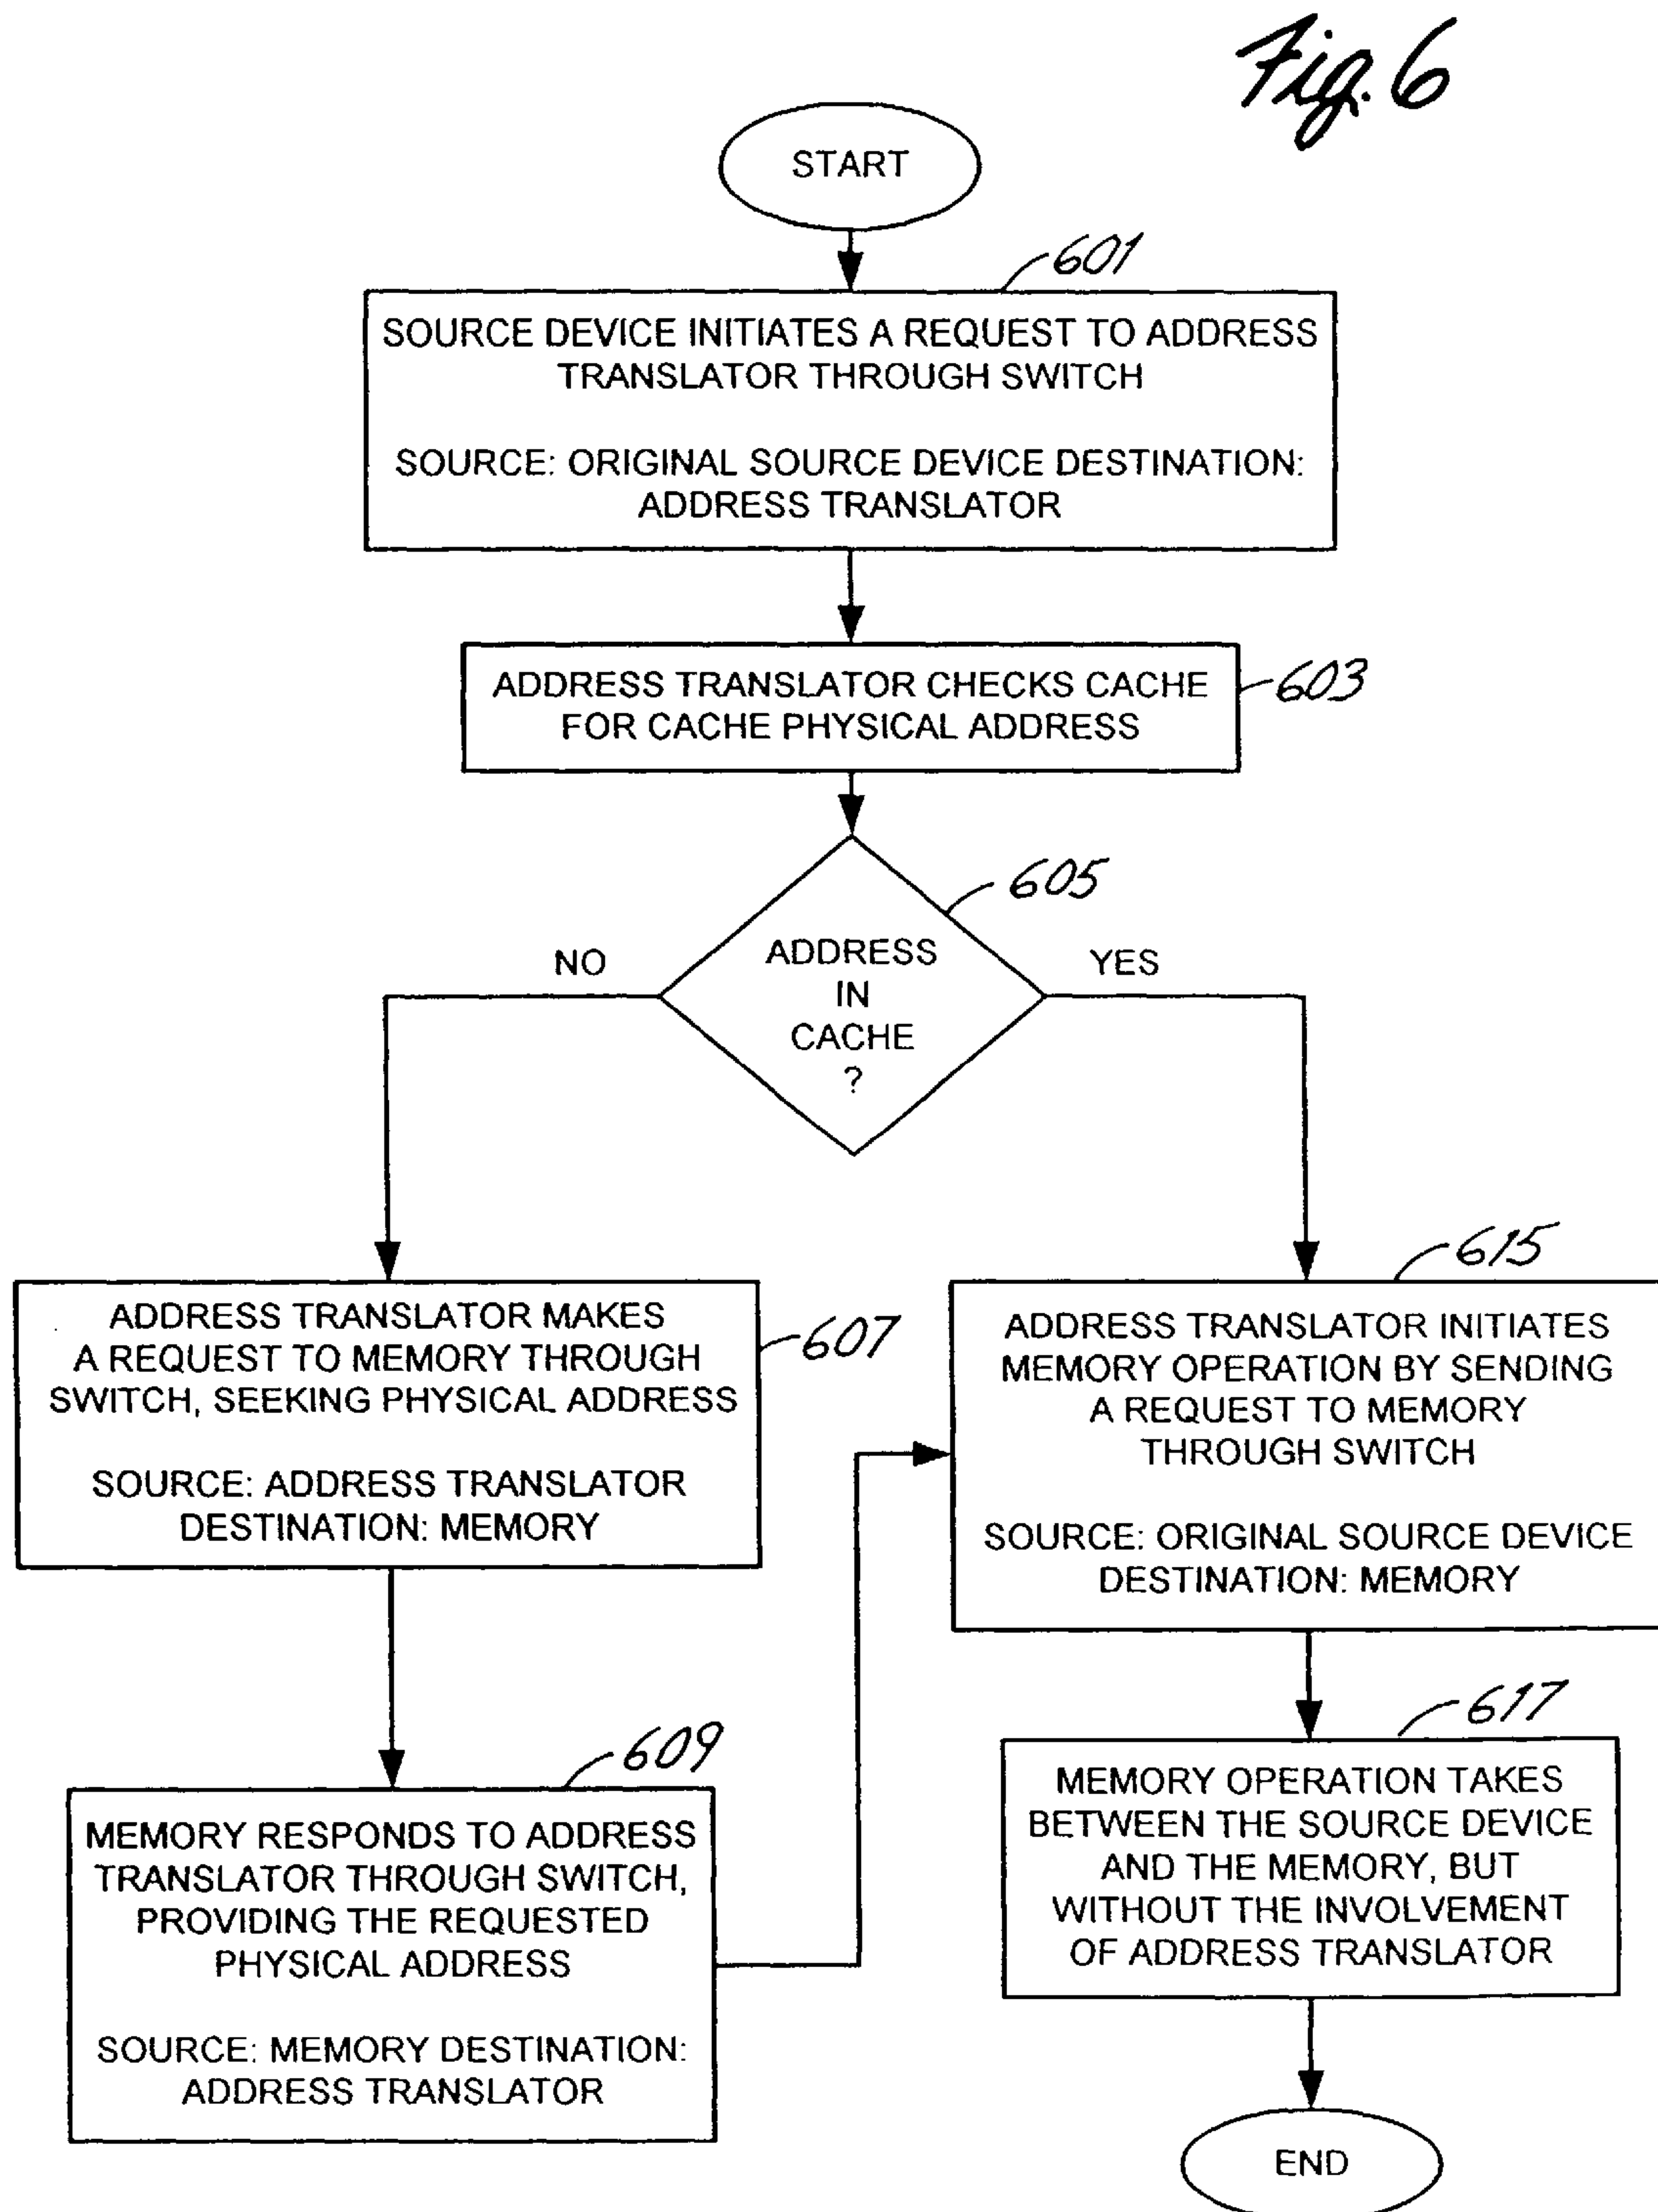 Fig. 6
START
601
SOURCE DEVICE INITIATES A REQUEST TO ADDRESS
TRANSLATOR THROUGH SWITCH
SOURCE: ORIGINAL SOURCE DEVICE DESTINATION:
ADDRESS TRANSLATOR
ADDRESS TRANSLATOR CHECKS CACHE
FOR CACHE PHYSICAL ADDRESS
603
605
ADDRESS
IN
CACHE
?
NO
YES
607
ADDRESS TRANSLATOR MAKES
A REQUEST TO MEMORY THROUGH
SWITCH, SEEKING PHYSICAL ADDRESS
SOURCE: ADDRESS TRANSLATOR
DESTINATION: MEMORY
609
MEMORY RESPONDS TO ADDRESS
TRANSLATOR THROUGH SWITCH,
PROVIDING THE REQUESTED
PHYSICAL ADDRESS
SOURCE: MEMORY DESTINATION:
ADDRESS TRANSLATOR
615
ADDRESS TRANSLATOR INITIATES
MEMORY OPERATION BY SENDING
A REQUEST TO MEMORY
THROUGH SWITCH
SOURCE: ORIGINAL SOURCE DEVICE
DESTINATION: MEMORY
617
MEMORY OPERATION TAKES
BETWEEN THE SOURCE DEVICE
AND THE MEMORY, BUT
WITHOUT THE INVOLVEMENT
OF ADDRESS TRANSLATOR
END